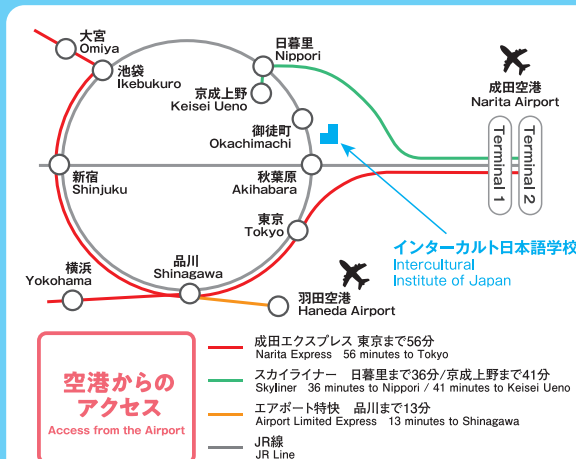 大宮
Omiya
池袋
Ikebukuro
日暮里
Nippori
京成上野
Keisei Ueno
御徒町
Okachimachi
成田空港
Narita Airport
Terminal 1
Terminal 2
新宿
Shinjuku
秋葉原
Akihabara
東京
Tokyo
品川
Shinagawa
横浜
Yokohama
羽田空港
Haneda Airport
インターカルト日本語学校
Intercultural
Institute of Japan
空港からの
アクセス
Access from the Airport
成田エクスプレス 東京まで56分
Narita Express 56 minutes to Tokyo
スカイライナー 日暮里まで36分/京成上野まで41分
Skyliner 36 minutes to Nippori / 41 minutes to Keisei Ueno
エアポート特快 品川まで13分
Airport Limited Express 13 minutes to Shinagawa
JR線
JR Line